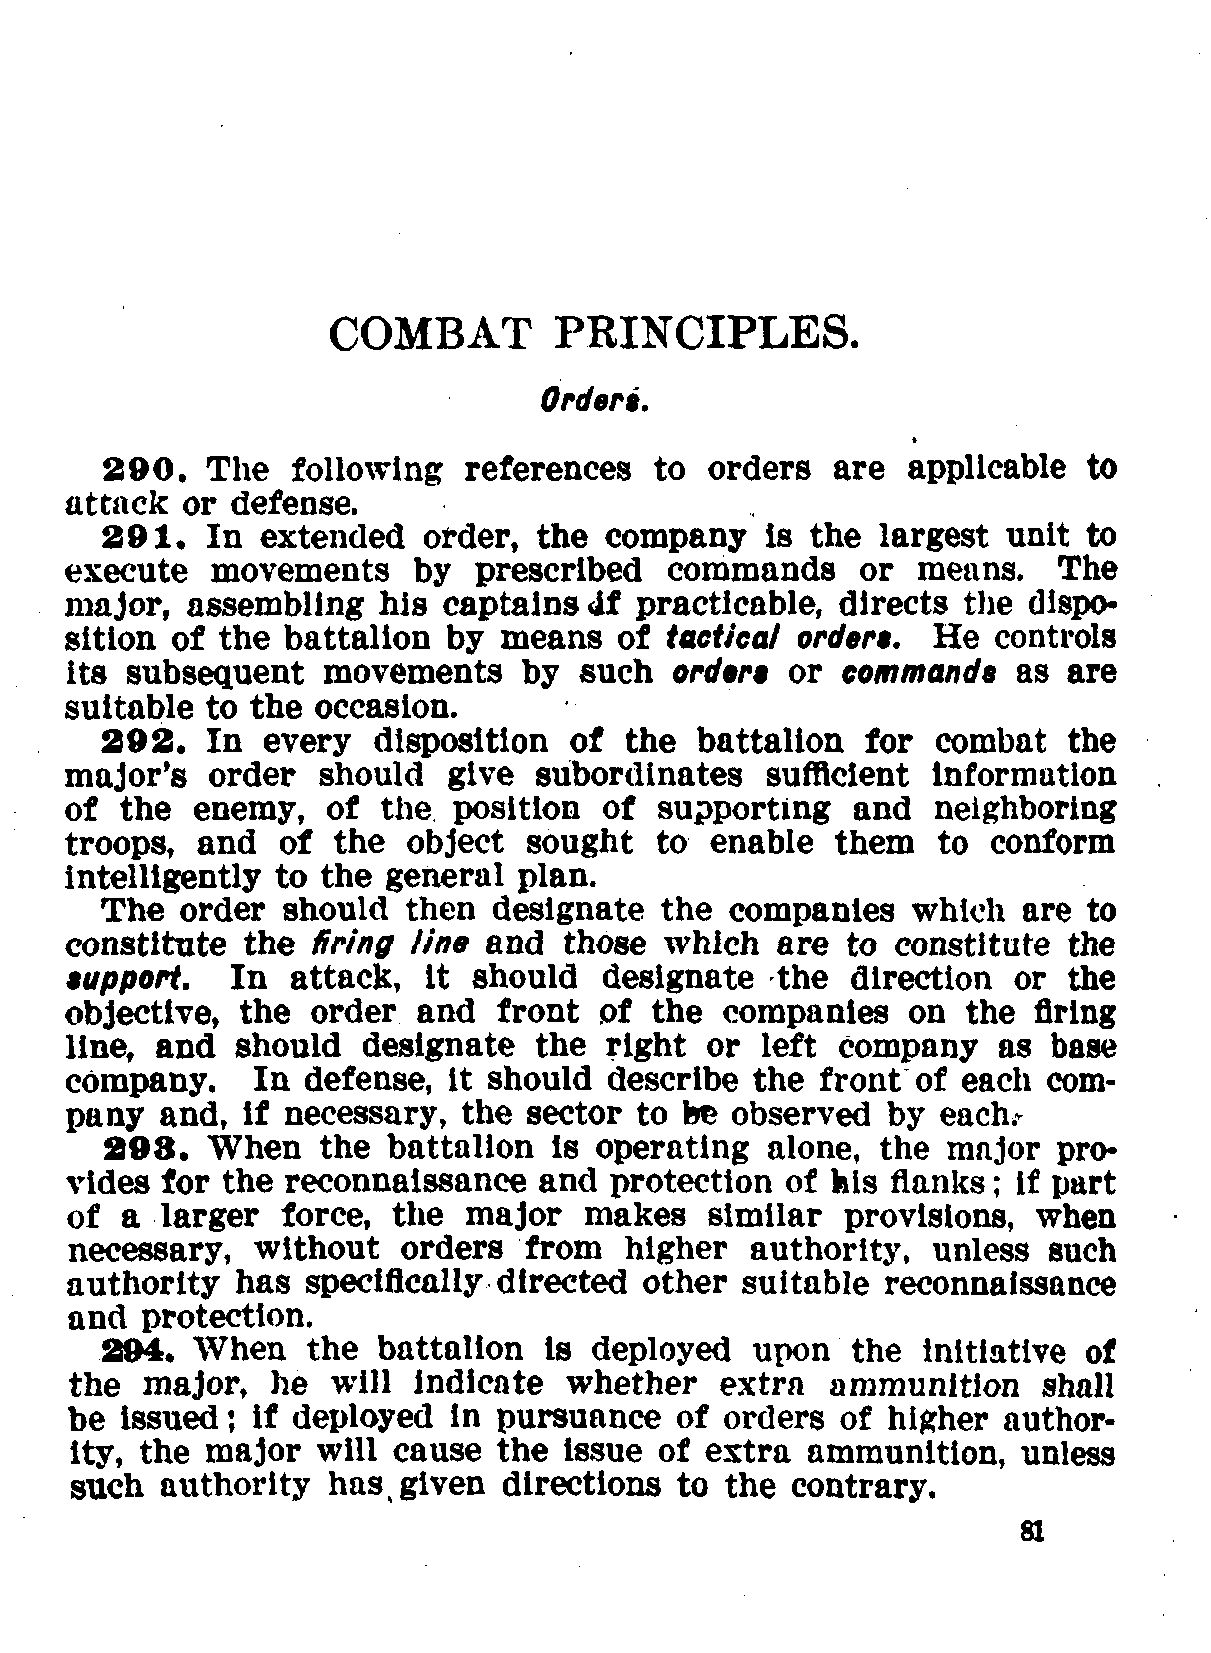 COMBAT PRINCIPLES.
Orders.
290. The following references to orders are applicable to
attack or defense.
291. In extended order, the company is the largest unit to
execute movements by prescribed commands or means. The
major, assembling his captains if practicable, directs the dispo-
sition of the battalion by means of tactical orders. He controls
its subsequent movements by such orders or commands as are
suitable to the occasion.
292. In every disposition of the battalion for combat the
major's order should give subordinates sufficient information
of the enemy, of the position of supporting and neighboring
troops, and of the object sought to enable them to conform
intelligently to the general plan.
The order should then designate the companies which are to
constitute the firing line and those which are to constitute the
support. In attack, it should designate the direction or the
objective, the order and front of the companies on the firing
line, and should designate the right or left company as base
company. In defense, it should describe the front of each com-
pany and, if necessary, the sector to be observed by each.
293. When the battalion is operating alone, the major pro-
vides for the reconnaissance and protection of his flanks; if part
of a larger force, the major makes similar provisions, when
necessary, without orders from higher authority, unless such
authority has specifically directed other suitable reconnaissance
and protection.
294. When the battalion is deployed upon the initiative of
the major, he will indicate whether extra ammunition shall
be issued; if deployed in pursuance of orders of higher author-
ity, the major will cause the issue of extra ammunition, unless
such authority has given directions to the contrary.
81